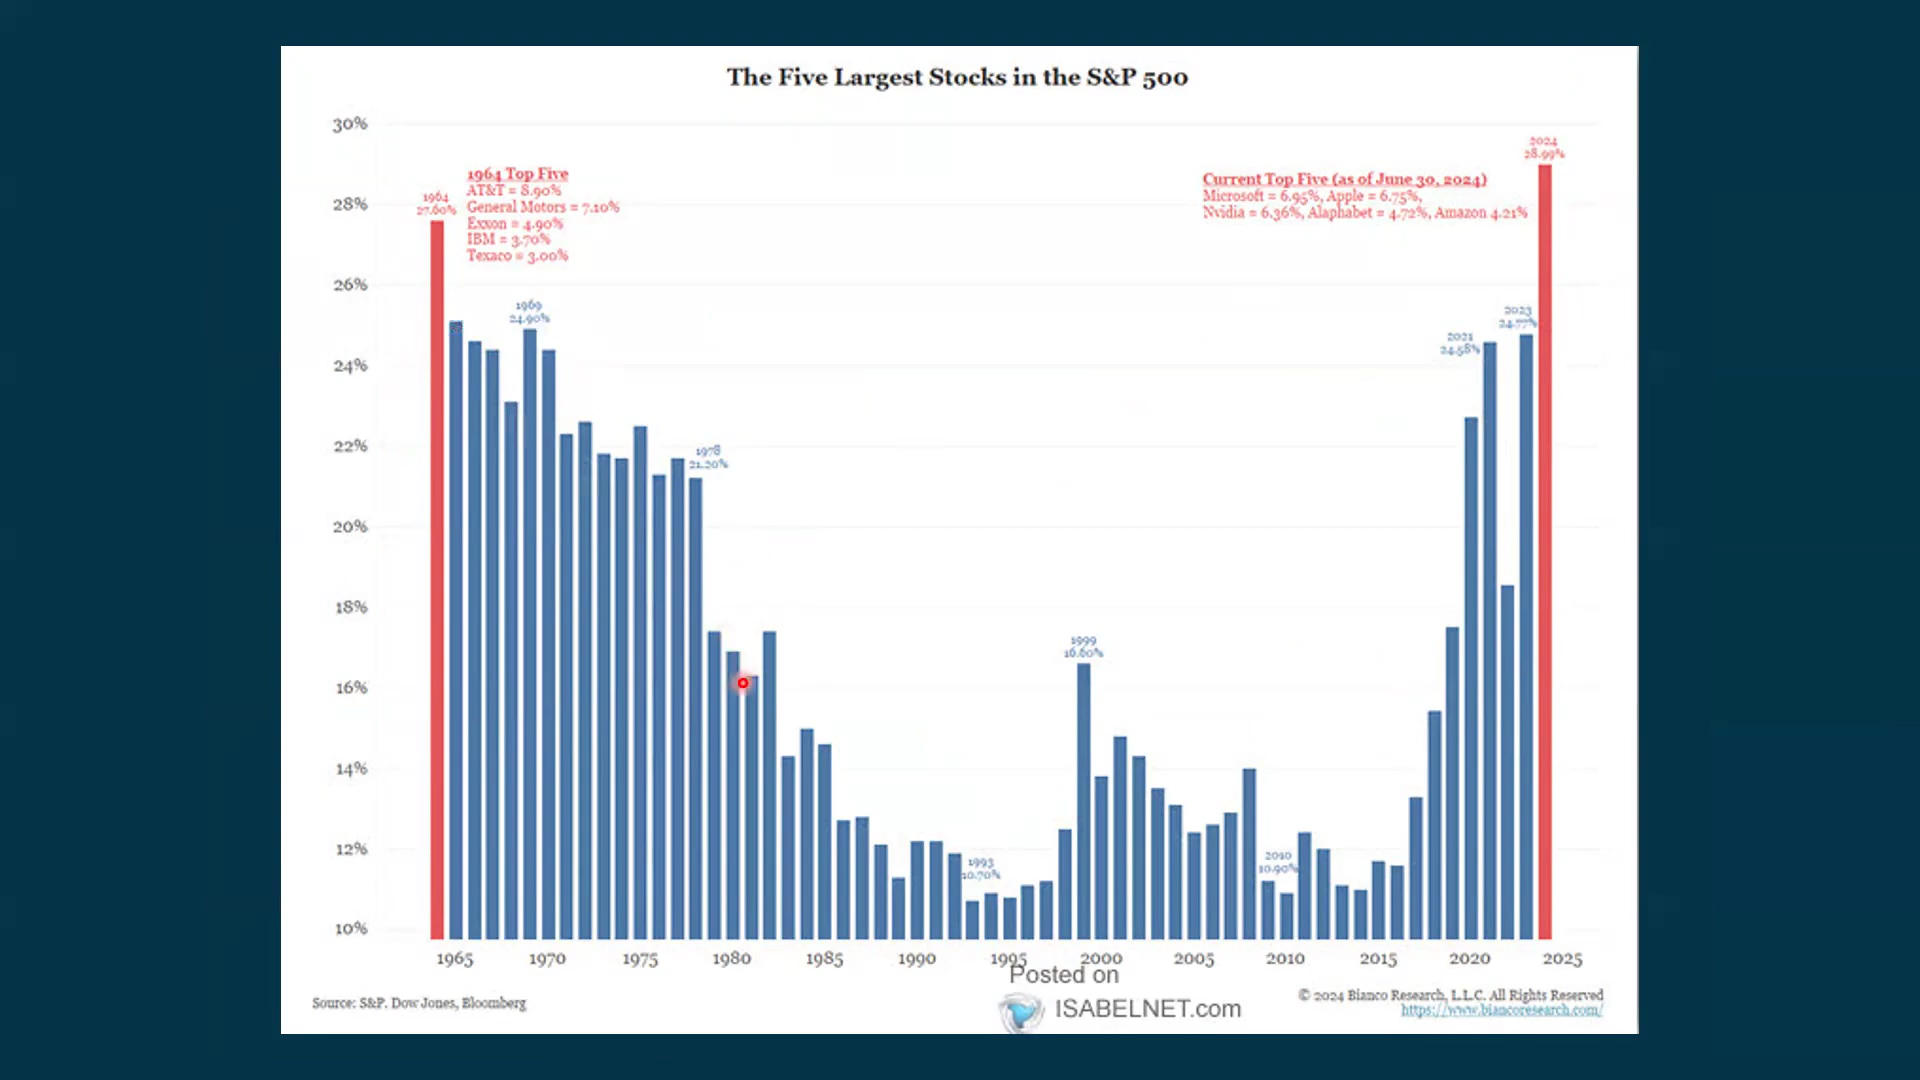 The Five Largest Stocks in the S&P 500
30%
28%
26%
24%
22%
20%
18%
16%
14%
12%
10%
1964
27.60%
1964 Top Five
AT&T = 8.90%
General Motors = 7.10%
Exxon = 4.90%
IBM = 3.70%
Texaco = 3.00%
1969
24.90%
1978
21.20%
1993
10.70%
1999
16.60%
2010
10.90%
2021
24.58%
2023
24.77%
2024
28.99%
Current Top Five (as of June 30, 2024)
Microsoft = 6.95%, Apple = 6.75%,
Nvidia = 6.36%, Alaphabet = 4.72%, Amazon 4.21%
1965 1970 1975 1980 1985 1990 1995 2000 2005 2010 2015 2020 2025
Posted on
ISABELNET.com
Source: S&P. Dow Jones, Bloomberg
© 2024 Bianco Research, L.L.C. All Rights Reserved
https://www.biancoresearch.com/